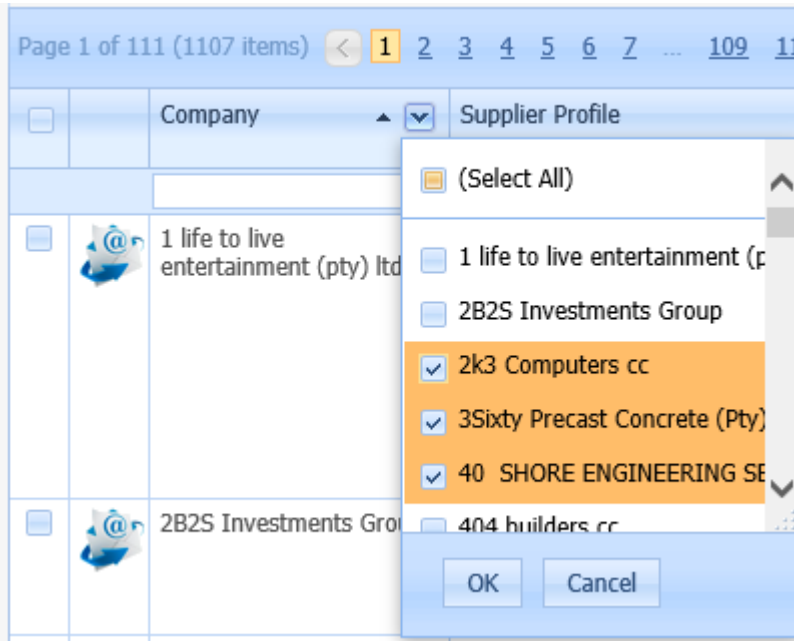 Page 1 of 111 (1107 items) < 1 2 3 4 5 6 7 ... 109
Company Supplier Profile
(Select All)
1 life to live
entertainment (pty) ltd
1 life to live entertainment
2B2S Investments Group
2k3 Computers cc
3Sixty Precast Concrete (Pty)
40 SHORE ENGINEERING
404 builders cc
2B2S Investments
OK Cancel